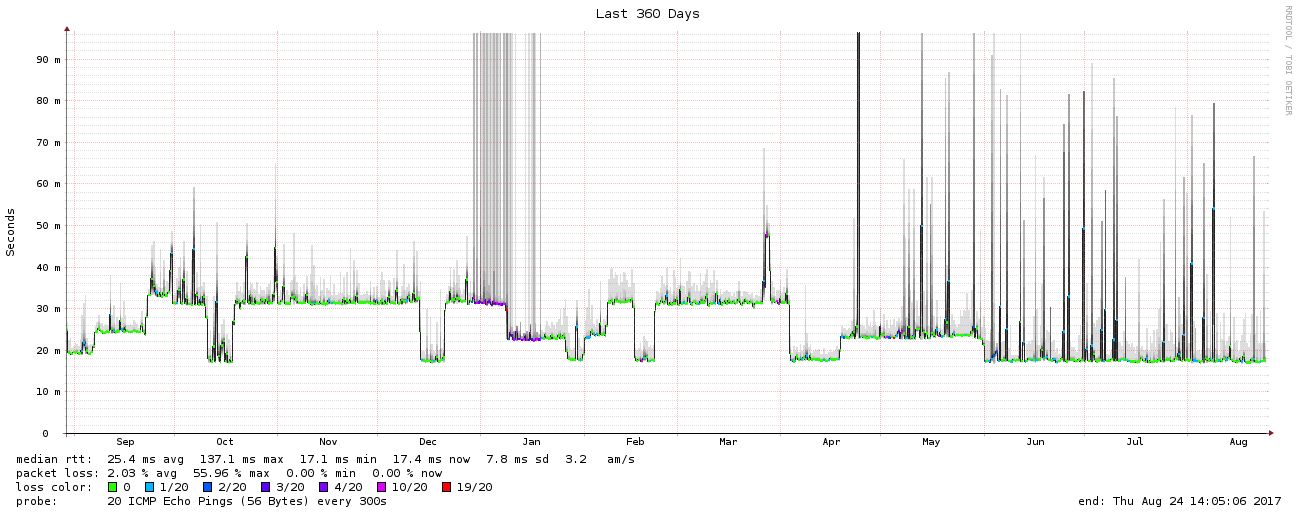 Last 360 Days
RRDTOOL / TOBI OETIKER
Seconds
90 m
80 m
70 m
60 m
50 m
40 m
30 m
20 m
10 m
0
Sep Oct Nov Dec Jan Feb Mar Apr May Jun Jul Aug
median rtt: 25.4 ms avg 137.1 ms max 17.1 ms min 17.4 ms now 7.8 ms sd 3.2 am/s
packet loss: 2.03 % avg 55.96 % max 0.00 % min 0.00 % now
loss color: 0 1/20 2/20 3/20 4/20 10/20 19/20
probe: 20 ICMP Echo Pings (56 Bytes) every 300s
end: Thu Aug 24 14:05:06 2017